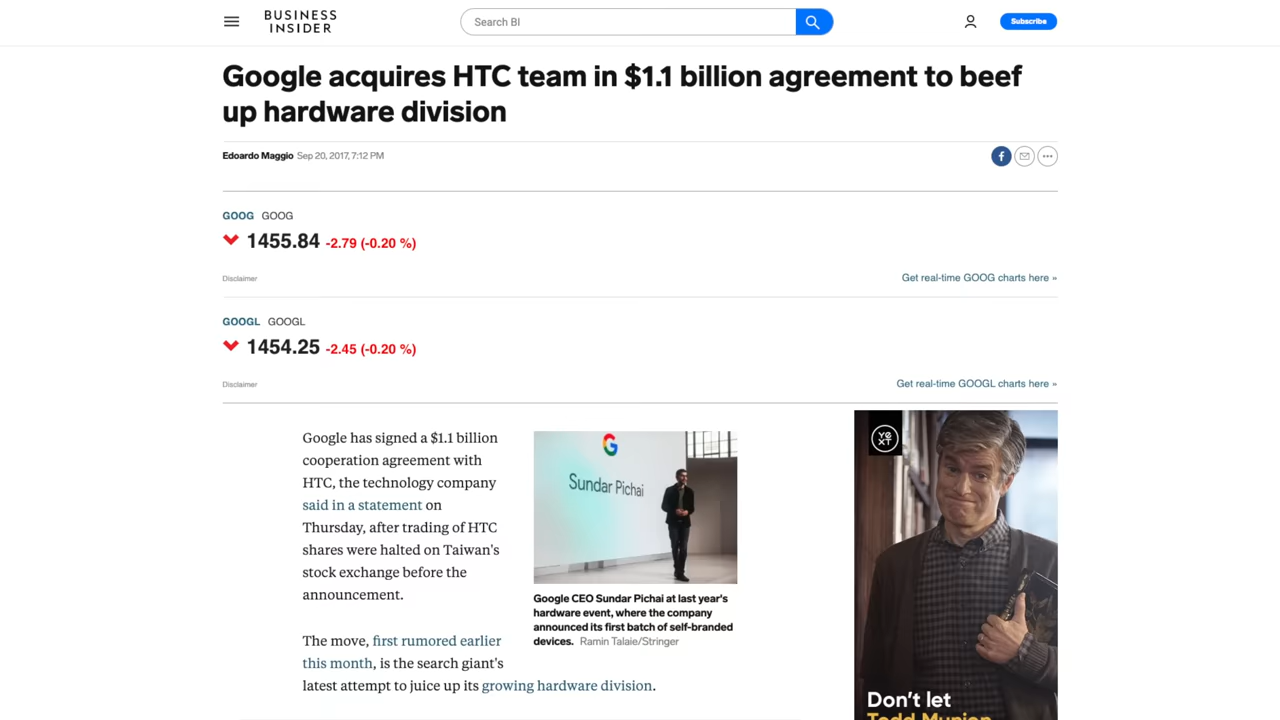 BUSINESS
INSIDER
Search BI
Subscribe
Google acquires HTC team in $1.1 billion agreement to beef
up hardware division
Edoardo Maggio Sep 20, 2017, 7:12 PM
GOOG GOOG
1455.84 -2.79 (-0.20 %)
Disclaimer
Get real-time GOOG charts here »
GOOGL GOOGL
1454.25 -2.45 (-0.20 %)
Disclaimer
Get real-time GOOGL charts here »
Google has signed a $1.1 billion
cooperation agreement with
HTC, the technology company
said in a statement on
Thursday, after trading of HTC
shares were halted on Taiwan's
stock exchange before the
announcement.
The move, first rumored earlier
this month, is the search giant's
latest attempt to juice up its growing hardware division.
G
Sundar Pichai
Google CEO Sundar Pichai at last year's
hardware event, where the company
announced its first batch of self-branded
devices. Ramin Talaie/Stringer
yext
Don't let
Todd Munion